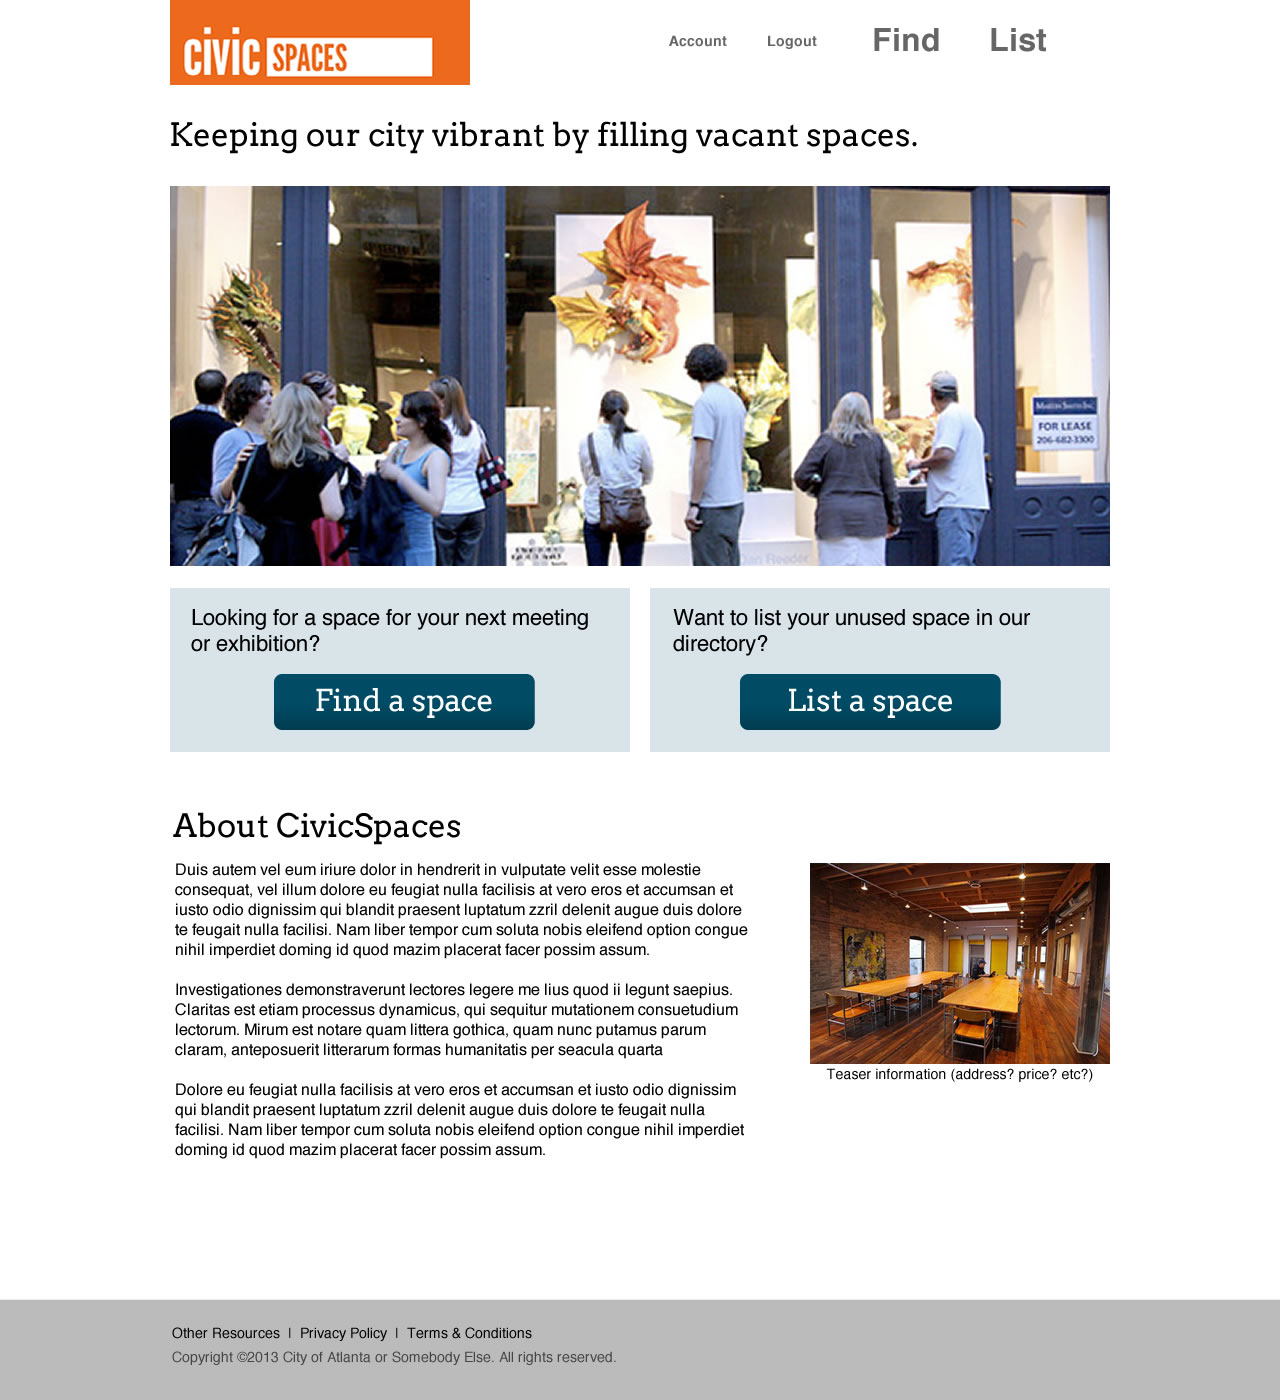 civic SPACES
Account Logout Find List
Keeping our city vibrant by filling vacant spaces.
MARTIN SMITH INC
FOR LEASE
206-682-3300
Dan Reeder
Looking for a space for your next meeting
or exhibition?
Find a space
Want to list your unused space in our
directory?
List a space
About CivicSpaces
Duis autem vel eum iriure dolor in hendrerit in vulputate velit esse molestie
consequat, vel illum dolore eu feugiat nulla facilisis at vero eros et accumsan et
iusto odio dignissim qui blandit praesent luptatum zzril delenit augue duis dolore
te feugait nulla facilisi. Nam liber tempor cum soluta nobis eleifend option congue
nihil imperdiet doming id quod mazim placerat facer possim assum.
Investigationes demonstraverunt lectores legere me lius quod ii legunt saepius.
Claritas est etiam processus dynamicus, qui sequitur mutationem consuetudium
lectorum. Mirum est notare quam littera gothica, quam nunc putamus parum
claram, anteposuerit litterarum formas humanitatis per seacula quarta
Dolore eu feugiat nulla facilisis at vero eros et accumsan et iusto odio dignissim
qui blandit praesent luptatum zzril delenit augue duis dolore te feugait nulla
facilisi. Nam liber tempor cum soluta nobis eleifend option congue nihil imperdiet
doming id quod mazim placerat facer possim assum.
Teaser information (address? price? etc?)
Other Resources | Privacy Policy | Terms & Conditions
Copyright ©2013 City of Atlanta or Somebody Else. All rights reserved.